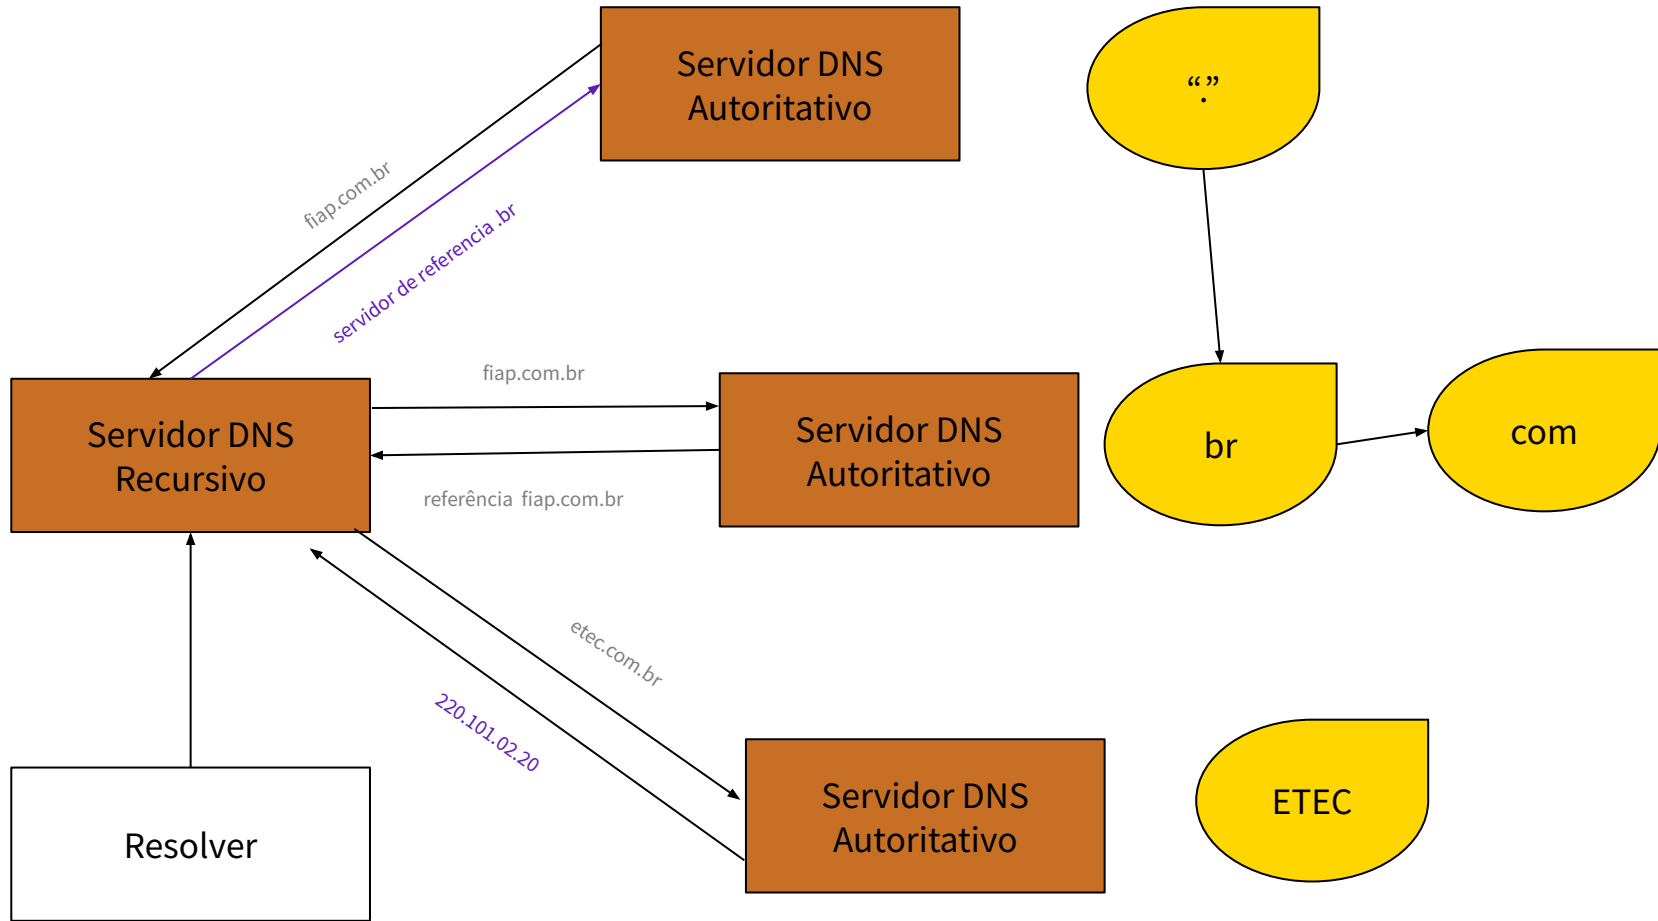 Servidor DNS
Autoritativo
“.”
fiap.com.br
servidor de referencia .br
Servidor DNS
Recursivo
fiap.com.br
referência fiap.com.br
Servidor DNS
Autoritativo
br
com
etec.com.br
220.101.02.20
Resolver
Servidor DNS
Autoritativo
ETEC